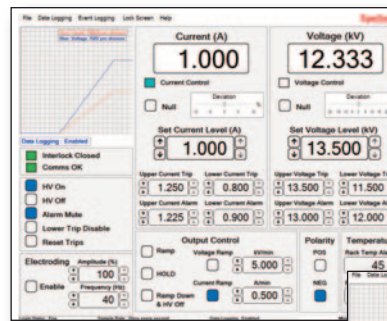 File Data Logging Event Logging Lock Screen Help
Current (A)
1.000
Current Control
Null
Deviation
%
Set Current Level (A)
1.000
Upper Current Trip Lower Current Trip
1.250 0.800
Upper Current Alarm Lower Current Alarm
1.225 0.900
Voltage (kV)
12.333
Voltage Control
Null
Deviation
Set Voltage Level (kV)
13.500
Upper Voltage Trip Lower Voltage Trip
13.500 11.500
Upper Voltage Alarm Lower Voltage
13.000 12.000
Data Logging Enabled
Interlock Closed
Comms OK
HV On
HV Off
Alarm Mute
Lower Trip Disable
Reset Trips
Electroding Amplitude (%)
100
Enable Frequency (Hz)
40
Output Control
Ramp Voltage Ramp kV/min
5.000
HOLD
Current Ramp A/min
Ramp Down
& HV Off
0.500
Polarity
POS
NEG
Temperatu
Rack Temp Alar
45
File Data L